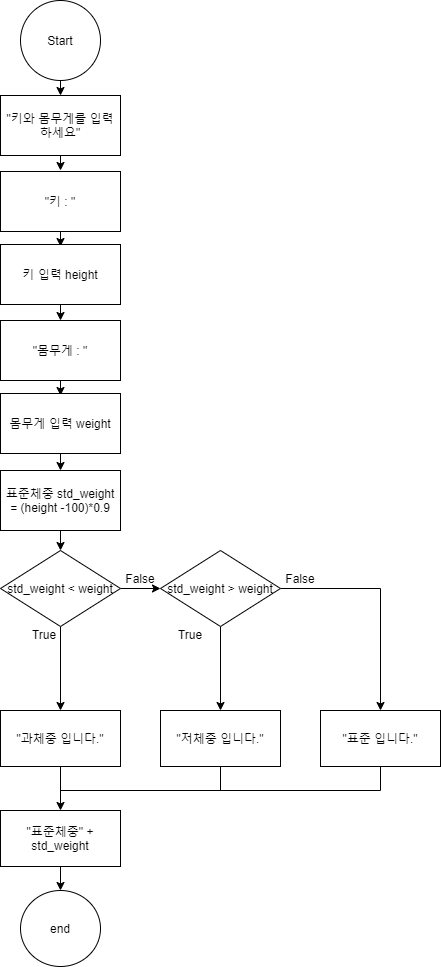 Start
"키와 몸무게를 입력
하세요"
"키 : "
키 입력 height
"몸무게 : "
몸무게 입력 weight
표준체중 std_weight
= (height -100)*0.9
std_weight < weight
False
std_weight > weight
False
True
True
"과체중 입니다."
"저체중 입니다."
"표준 입니다."
"표준체중" +
std_weight
end